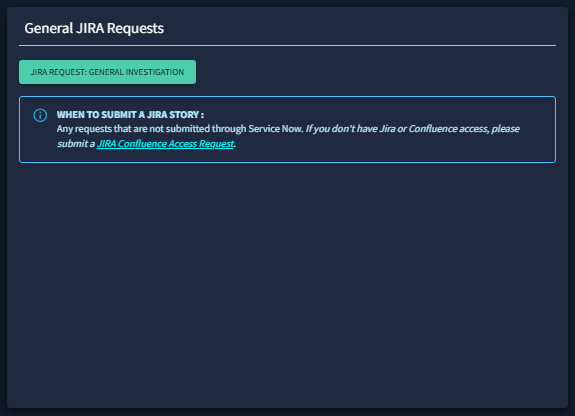 General JIRA Requests
JIRA REQUEST: GENERAL INVESTIGATION
WHEN TO SUBMIT A JIRA STORY :
Any requests that are not submitted through Service Now. If you don't have Jira or Confluence access, please
submit a JIRA Confluence Access Request.